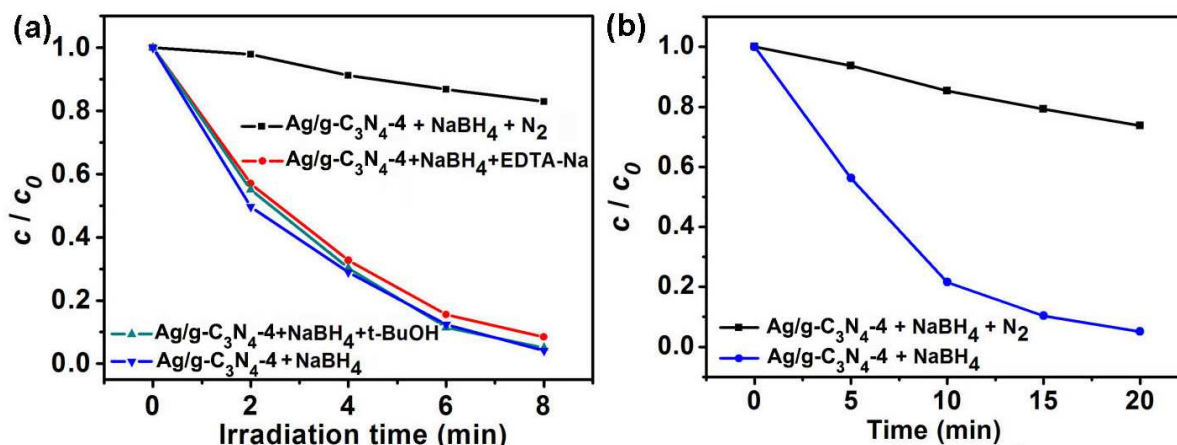 (a)
c / c₀
1.0
0.8
0.6
0.4
0.2
0.0
Ag/g-C₃N₄-4 + NaBH₄ + N₂
Ag/g-C₃N₄-4+NaBH₄+EDTA-Na
Ag/g-C₃N₄-4+NaBH₄+t-BuOH
Ag/g-C₃N₄-4 + NaBH₄
0 2 4 6 8
Irradiation time (min)
(b)
c / c₀
1.0
0.8
0.6
0.4
0.2
0.0
Ag/g-C₃N₄-4 + NaBH₄ + N₂
Ag/g-C₃N₄-4 + NaBH₄
0 5 10 15 20
Time (min)